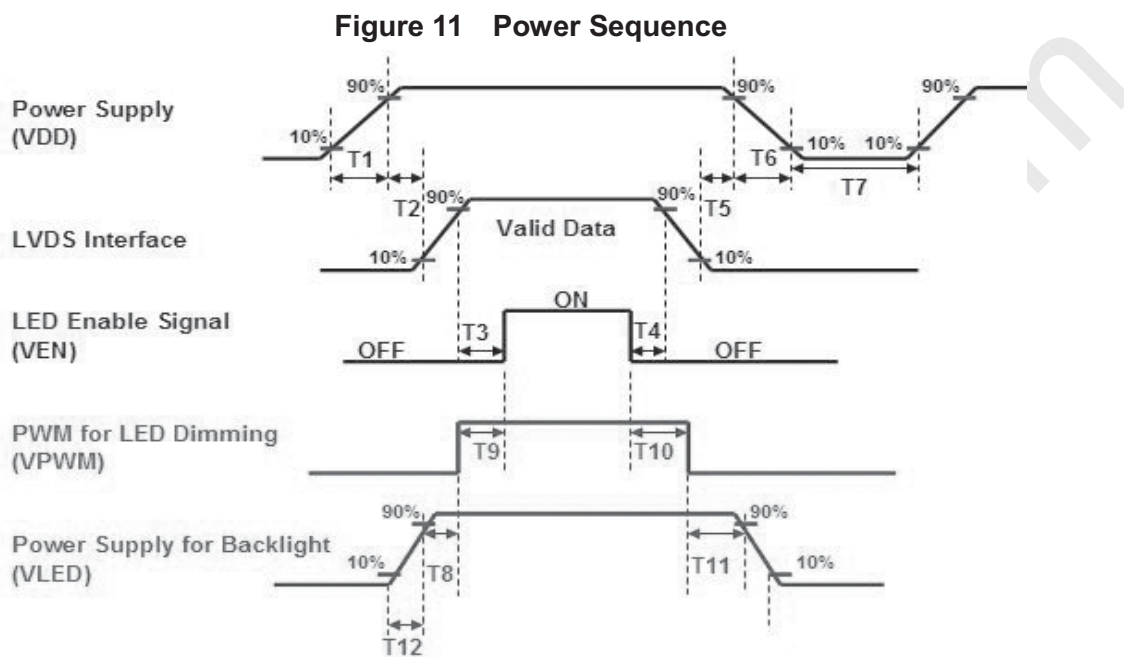 Figure 11 Power Sequence
Power Supply
(VDD)
90%
10%
T1
T2
90%
10%
T5
T6
10%
10%
T7
90%
LVDS Interface
90%
10%
Valid Data
90%
10%
LED Enable Signal
(VEN)
OFF
T3
ON
T4
OFF
PWM for LED Dimming
(VPWM)
T9
T10
Power Supply for Backlight
(VLED)
90%
10%
T8
T12
T11
90%
10%